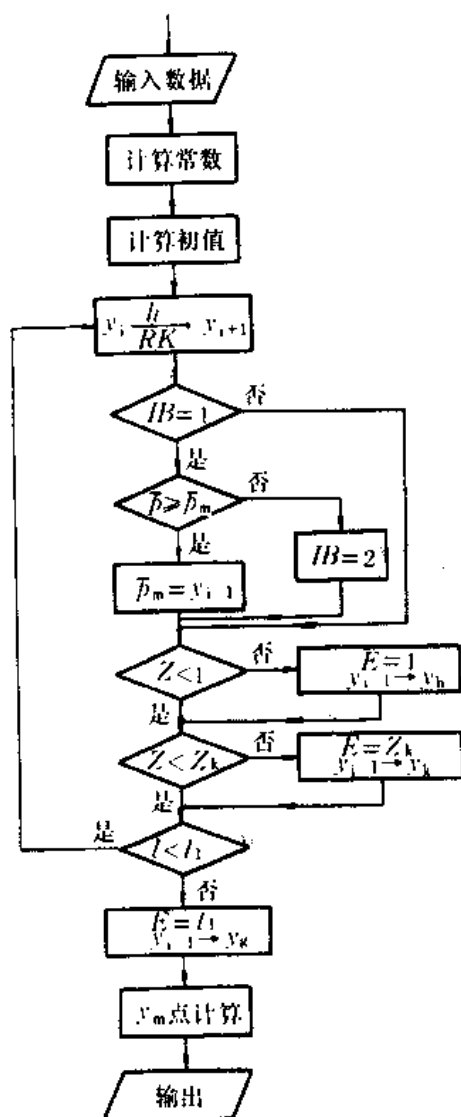 输入数据
计算常数
计算初值
y_i h/RK → y_{i+1}
IB=1
否
是
p̄≥p̄_m
否
是
IB=2
p̄_m=y_{i-1}
Z<1
否
E=1
y_{i-1}→y_h
是
Z<Z_k
否
E=Z_k
y_{i-1}→y_k
是
是
l<l_1
否
E=l_1
y_{i-1}→y_g
y_m点计算
输出